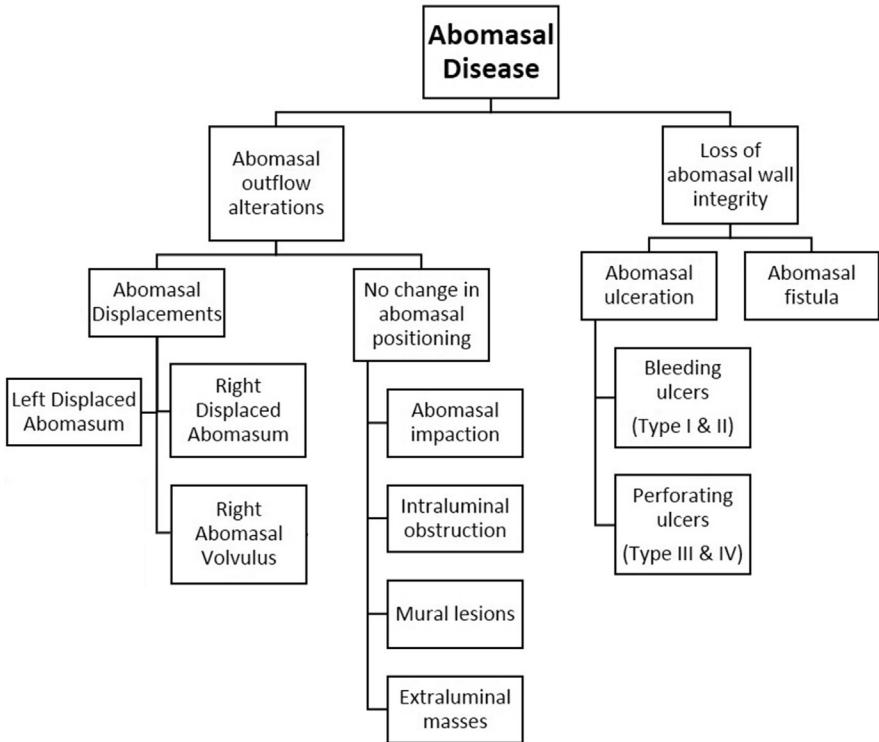 Abomasal
Disease
Abomasal
outflow
alterations
Loss of
abomasal wall
integrity
Abomasal
Displacements
No change in
abomasal
positioning
Abomasal
ulceration
Abomasal
fistula
Left Displaced
Abomasum
Right
Displaced
Abomasum
Right
Abomasal
Volvulus
Abomasal
impaction
Intraluminal
obstruction
Mural lesions
Extraluminal
masses
Bleeding
ulcers
(Type I & II)
Perforating
ulcers
(Type III & IV)